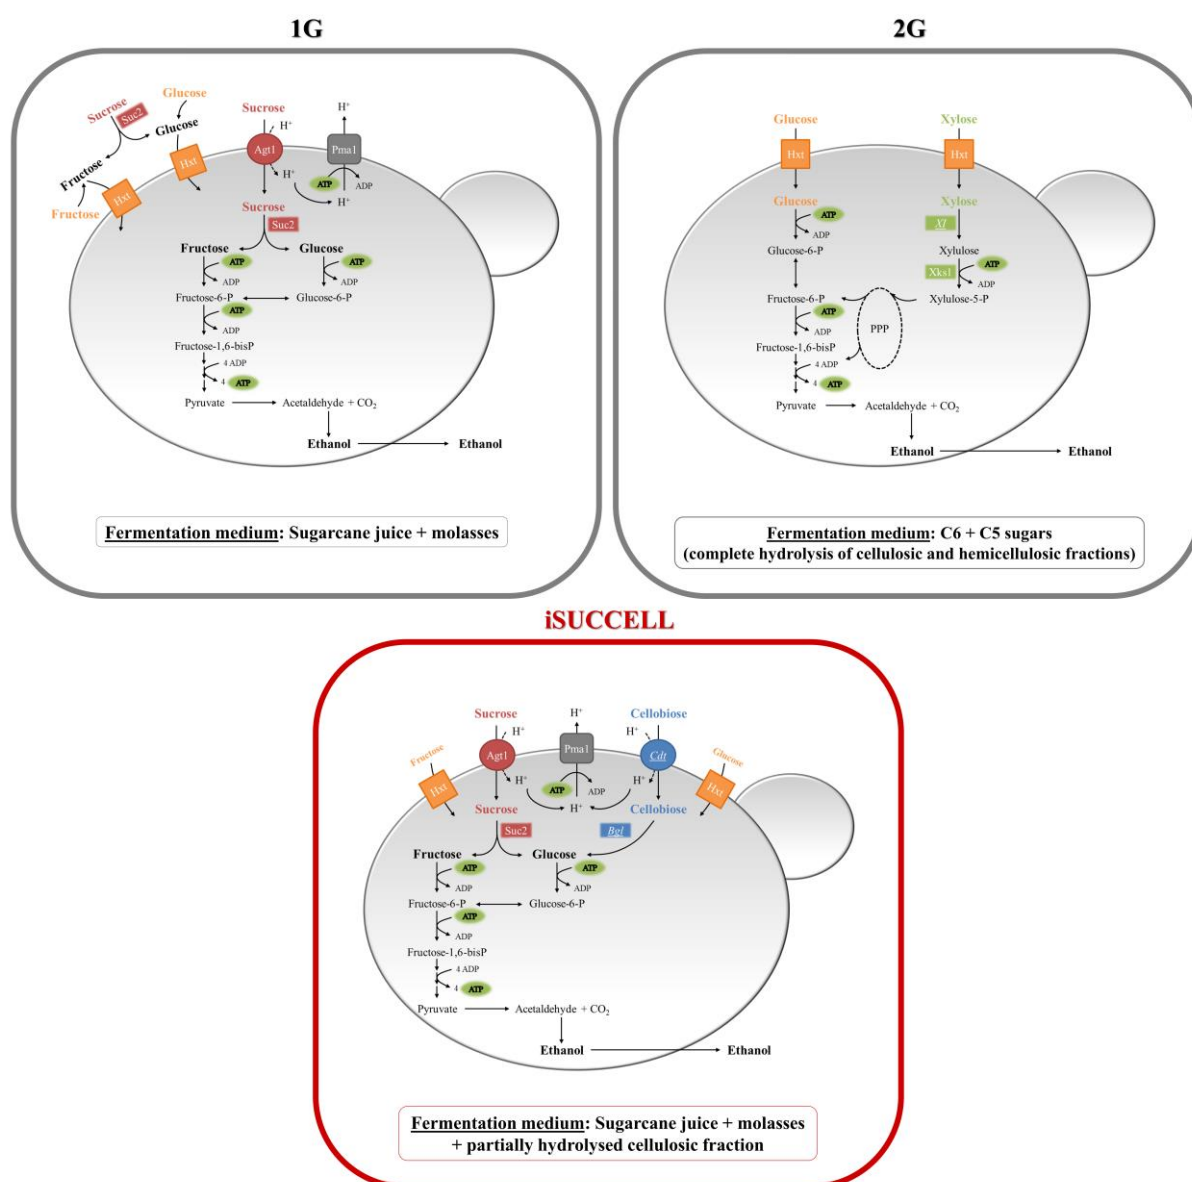 1G
Glucose
Sucrose
Suc2
Glucose
Fructose
Fructose
Hxt
Hxt
Sucrose
H⁺
Agt1
H⁺
H⁺
Pma1
ATP
ADP
H⁺
Sucrose
Suc2
Fructose
Glucose
ATP
ADP
ATP
ADP
Fructose-6-P
Glucose-6-P
ATP
ADP
Fructose-1,6-bisP
4 ADP
4 ATP
Pyruvate
Acetaldehyde + CO₂
Ethanol
Ethanol
Fermentation medium: Sugarcane juice + molasses
2G
Glucose
Xylose
Hxt
Hxt
Glucose
Xylose
ATP
ADP
XI
Glucose-6-P
Xylulose
Xks1
ATP
ADP
Fructose-6-P
Xylulose-5-P
ATP
ADP
PPP
Fructose-1,6-bisP
4 ADP
4 ATP
Pyruvate
Acetaldehyde + CO₂
Ethanol
Ethanol
Fermentation medium: C6 + C5 sugars
(complete hydrolysis of cellulosic and hemicellulosic fractions)
iSUCCELL
Sucrose
H⁺
Cellobiose
H⁺
H⁺
Fructose
Hxt
Agt1
Pma1
Cdt
Glucose
Hxt
H⁺
ATP
ADP
H⁺
H⁺
Sucrose
Cellobiose
Suc2
Bgl
Fructose
Glucose
ATP
ADP
ATP
ADP
Fructose-6-P
Glucose-6-P
ATP
ADP
Fructose-1,6-bisP
4 ADP
4 ATP
Pyruvate
Acetaldehyde + CO₂
Ethanol
Ethanol
Fermentation medium: Sugarcane juice + molasses
+ partially hydrolysed cellulosic fraction